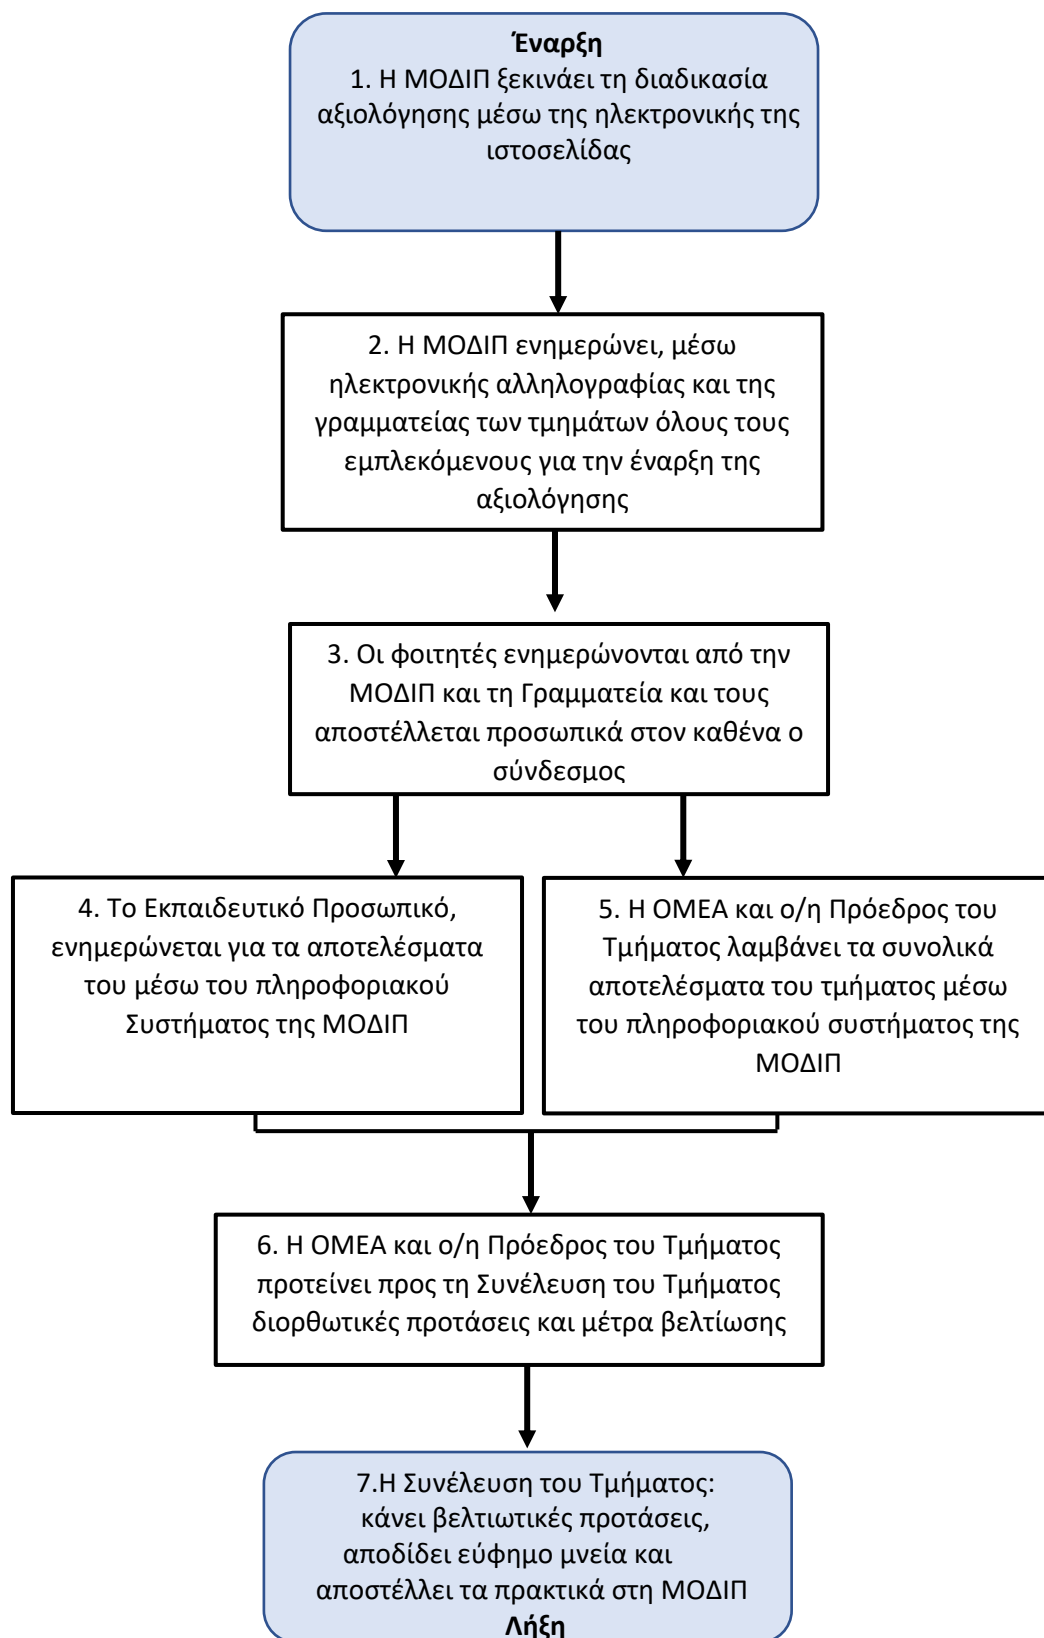 Έναρξη
1. Η ΜΟΔΙΠ ξεκινάει τη διαδικασία
αξιολόγησης μέσω της ηλεκτρονικής της
ιστοσελίδας
2. Η ΜΟΔΙΠ ενημερώνει, μέσω
ηλεκτρονικής αλληλογραφίας και της
γραμματείας των τμημάτων όλους τους
εμπλεκόμενους για την έναρξη της
αξιολόγησης
3. Οι φοιτητές ενημερώνονται από την
ΜΟΔΙΠ και τη Γραμματεία και τους
αποστέλλεται προσωπικά στον καθένα ο
σύνδεσμος
4. Το Εκπαιδευτικό Προσωπικό,
ενημερώνεται για τα αποτελέσματα
του μέσω του πληροφοριακού
Συστήματος της ΜΟΔΙΠ
5. Η ΟΜΕΑ και ο/η Πρόεδρος του
Τμήματος λαμβάνει τα συνολικά
αποτελέσματα του τμήματος μέσω
του πληροφοριακού συστήματος της
ΜΟΔΙΠ
6. Η ΟΜΕΑ και ο/η Πρόεδρος του Τμήματος
προτείνει προς τη Συνέλευση του Τμήματος
διορθωτικές προτάσεις και μέτρα βελτίωσης
7.Η Συνέλευση του Τμήματος:
κάνει βελτιωτικές προτάσεις,
αποδίδει εύφημο μνεία και
αποστέλλει τα πρακτικά στη ΜΟΔΙΠ
Λήξη